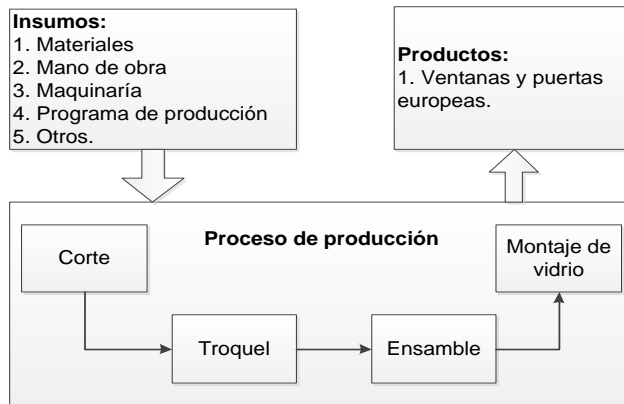 Insumos:
1. Materiales
2. Mano de obra
3. Maquinaría
4. Programa de producción
5. Otros.
Productos:
1. Ventanas y puertas
europeas.
Proceso de producción
Corte
Troquel
Ensamble
Montaje de
vidrio